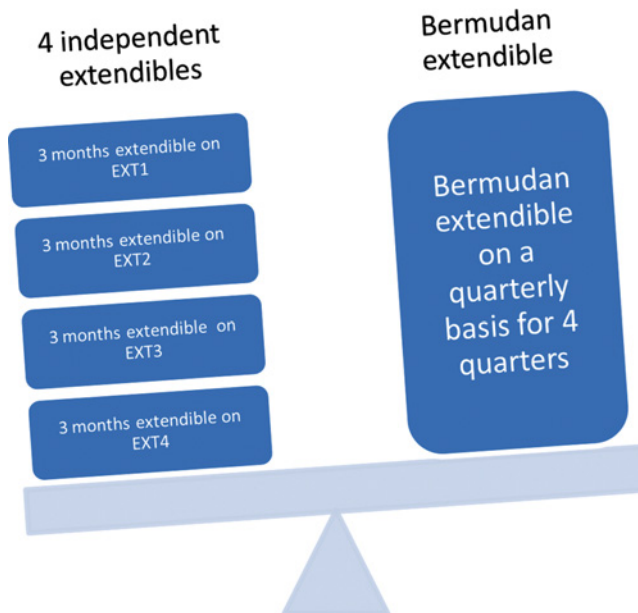 4 independent
extendibles
3 months extendible on
EXT1
3 months extendible on
EXT2
3 months extendible on
EXT3
3 months extendible on
EXT4
Bermudan
extendible
Bermudan
extendible
on a
quarterly
basis for 4
quarters